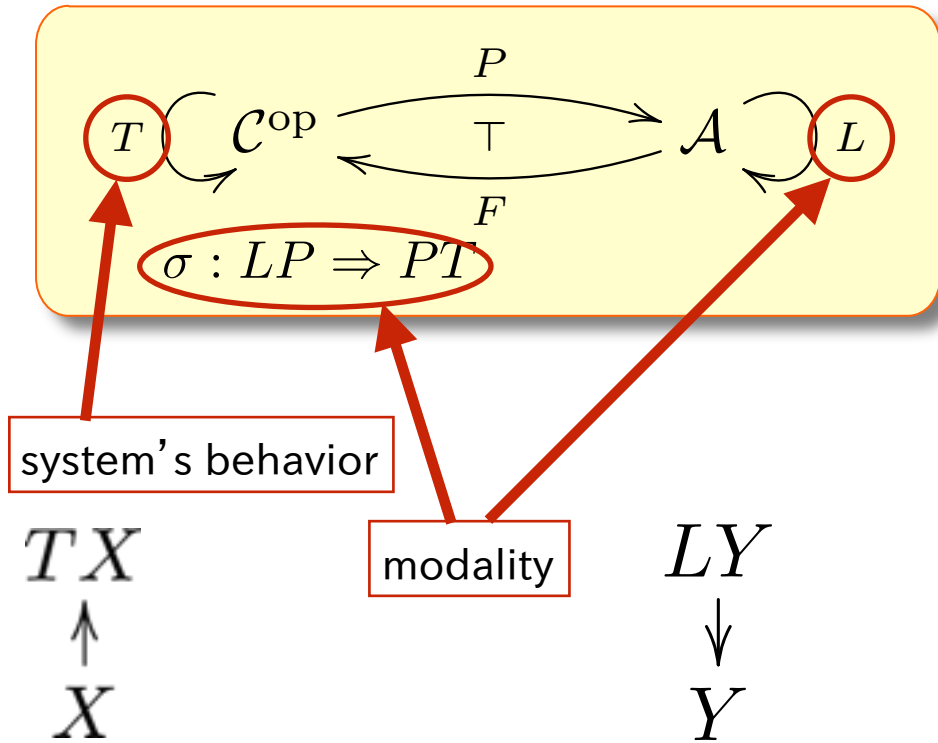 P
T C^op ⊤ A L
F
σ : LP ⇒ PT
system’s behavior
modality
TX
X
LY
Y